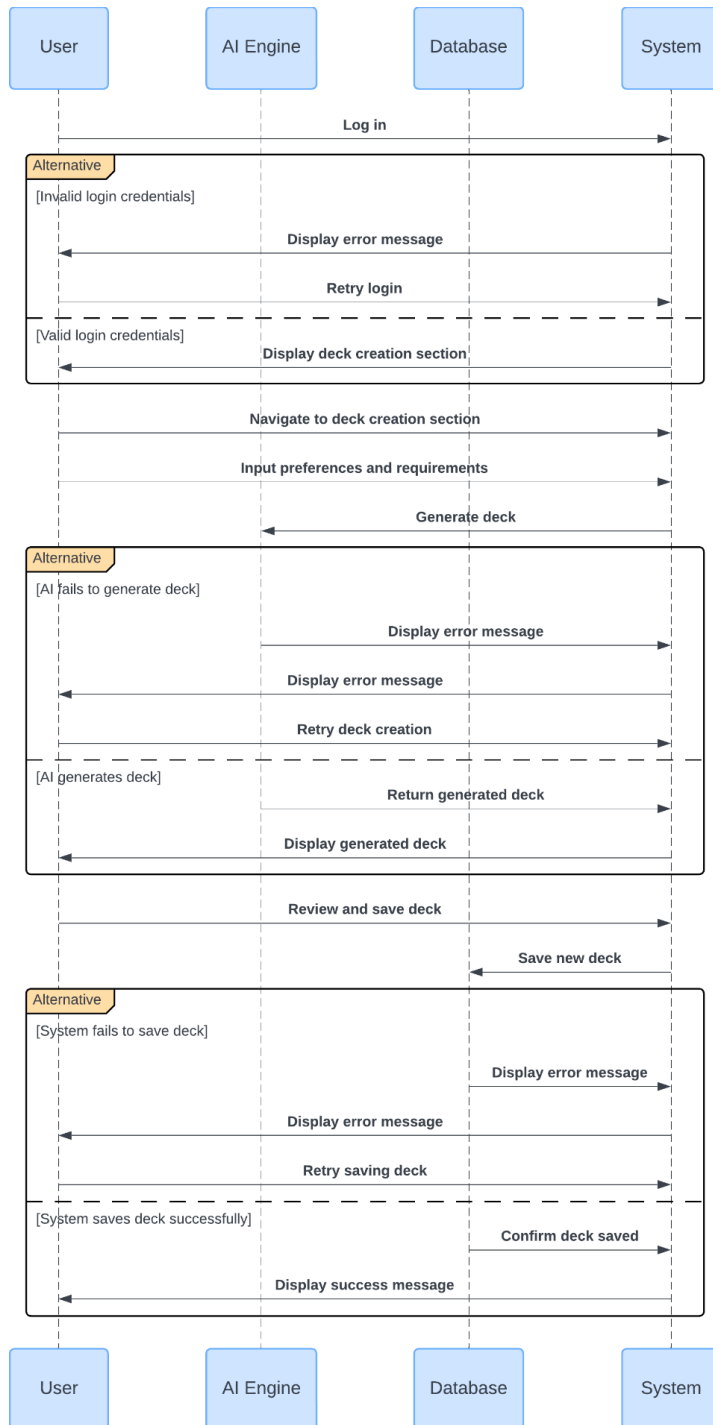 User
AI Engine
Database
System
Log in
Alternative
[Invalid login credentials]
Display error message
Retry login
[Valid login credentials]
Display deck creation section
Navigate to deck creation section
Input preferences and requirements
Generate deck
Alternative
[AI fails to generate deck]
Display error message
Display error message
Retry deck creation
[AI generates deck]
Return generated deck
Display generated deck
Review and save deck
Save new deck
Alternative
[System fails to save deck]
Display error message
Display error message
Retry saving deck
[System saves deck successfully]
Confirm deck saved
Display success message
User
AI Engine
Database
System